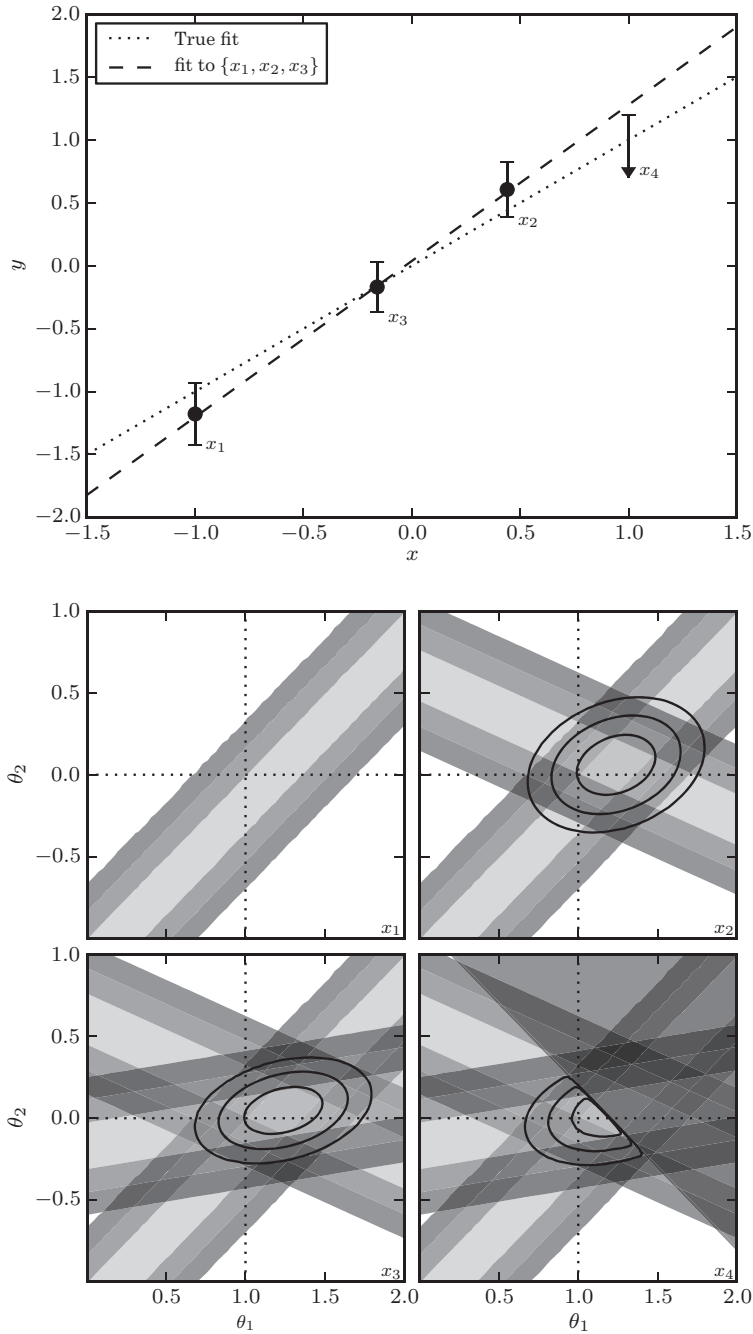 2.0
True fit
fit to {x₁, x₂, x₃}
1.5
1.0
x₄
0.5
x₂
y
0.0
x₃
−0.5
−1.0
x₁
−1.5
−2.0
−1.5 −1.0 −0.5 0.0 0.5 1.0 1.5
x
1.0
0.5
θ₂
0.0
−0.5
x₁ x₂
1.0
0.5
θ₂
0.0
−0.5
x₃ x₄
0.5 1.0 1.5 2.0 0.5 1.0 1.5 2.0
θ₁ θ₁